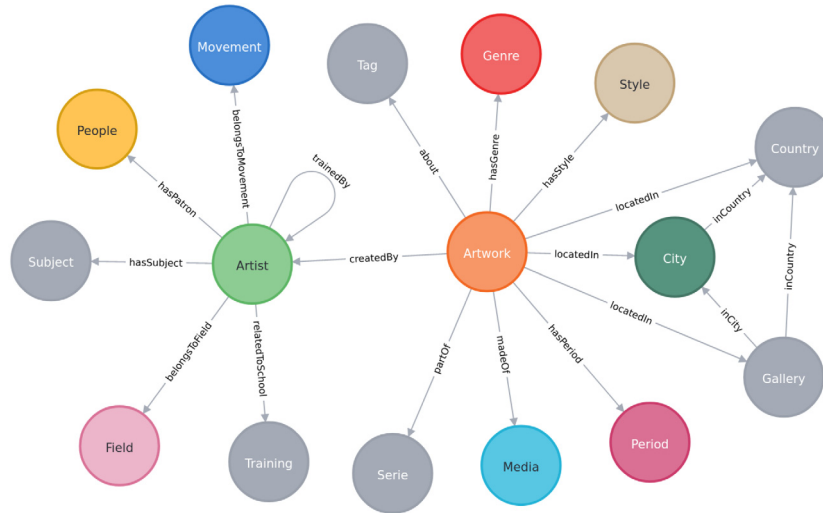 Movement
Tag
Genre
Style
People
Country
belongsToMovement
trainedBy
about
hasGenre
hasStyle
hasPatron
locatedIn
inCountry
Subject
hasSubject
Artist
createdBy
Artwork
locatedIn
City
inCountry
belongsToField
relatedToSchool
partOf
madeOf
hasPeriod
locatedIn
inCity
Gallery
Field
Training
Serie
Media
Period